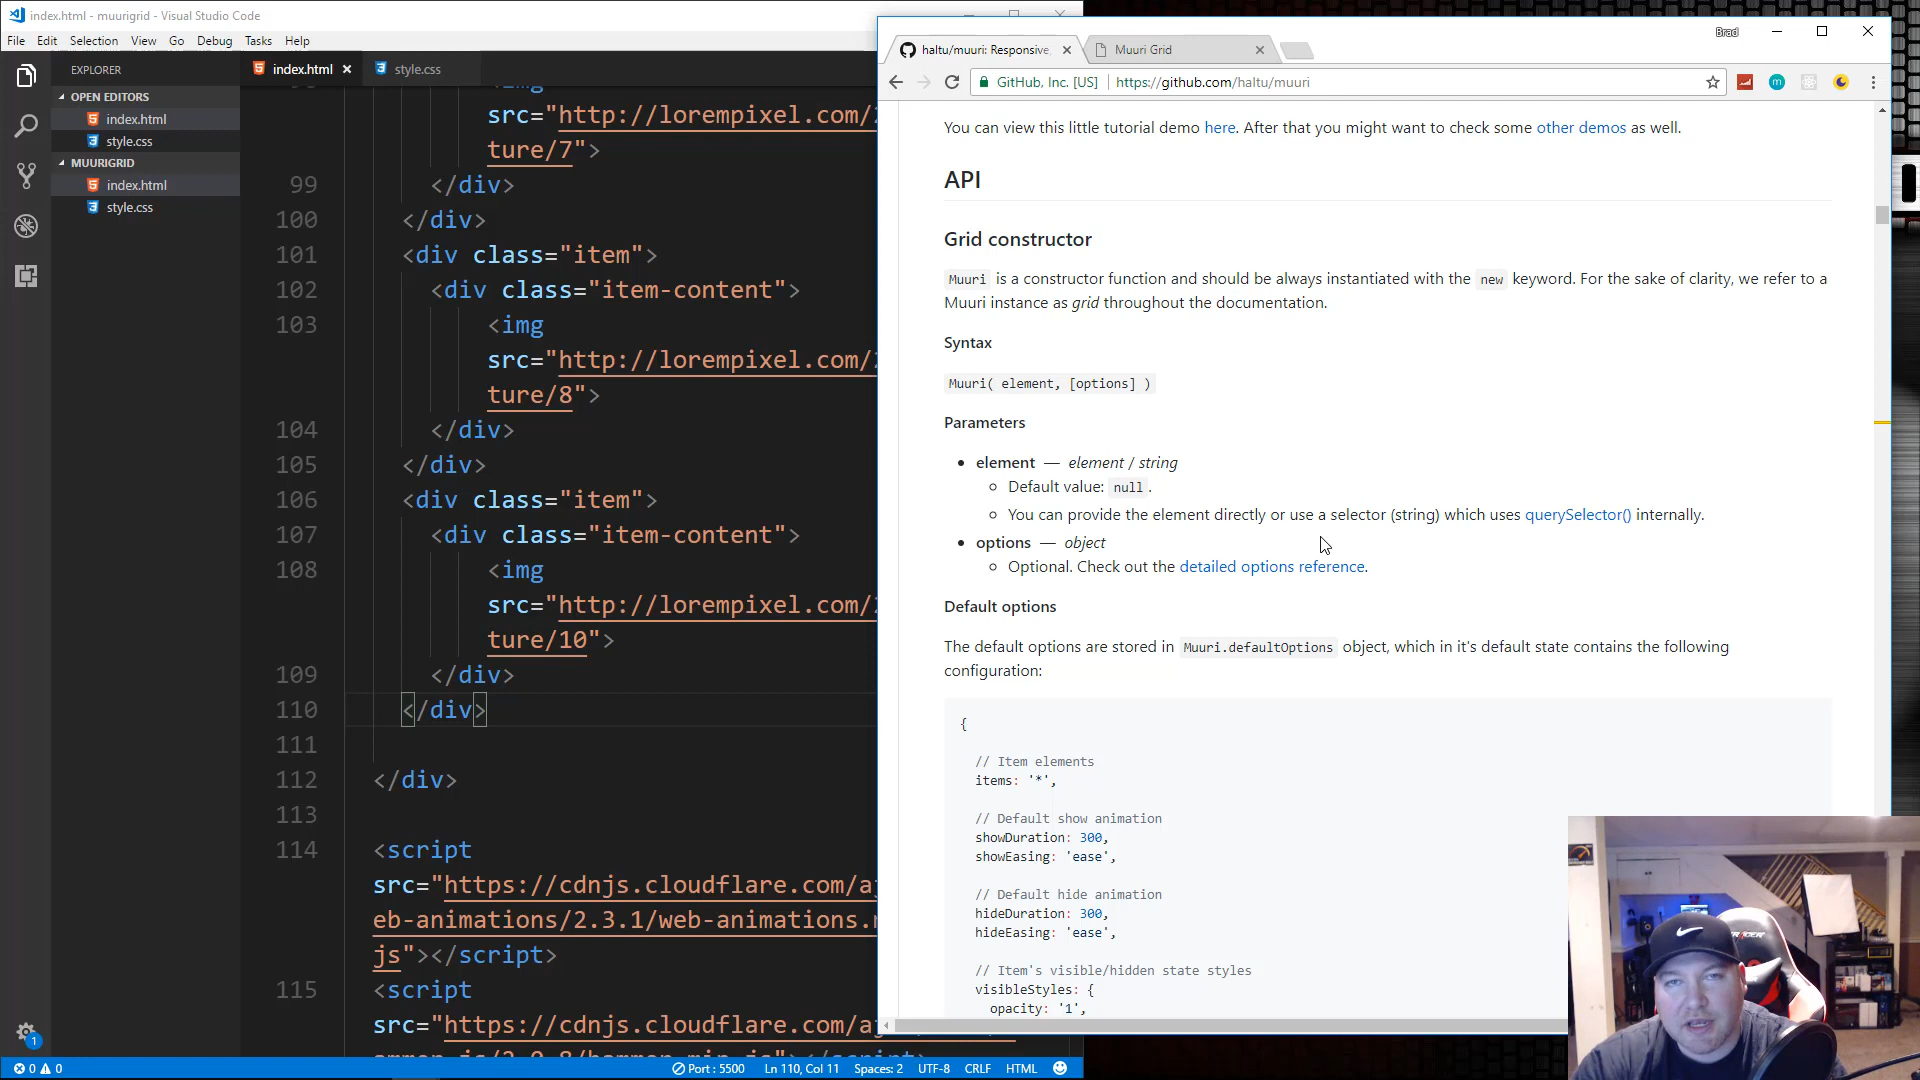 index.html - muurigrid - Visual Studio Code
File Edit Selection View Go Debug Tasks Help
EXPLORER
OPEN EDITORS
index.html
style.css
MUURIGRID
index.html
style.css
1
index.html
style.css
src="http://lorempixel.com/
ture/7">
99 </div>
100 </div>
101 <div class="item">
102 <div class="item-content">
103 <img
src="http://lorempixel.com/
ture/8">
104 </div>
105 </div>
106 <div class="item">
107 <div class="item-content">
108 <img
src="http://lorempixel.com/
ture/10">
109 </div>
110 </div>
111
112 </div>
113
114 <script
src="https://cdnjs.cloudflare.com/a
eb-animations/2.3.1/web-animations.
js"></script>
115 <script
src="https://cdnjs.cloudflare.com/a
0 0 Port : 5500 Ln 110, Col 11 Spaces: 2 UTF-8 CRLF HTML
Brad
haltu/muuri: Responsive,
Muuri Grid
GitHub, Inc. [US] https://github.com/haltu/muuri
You can view this little tutorial demo here. After that you might want to check some other demos as well.
API
Grid constructor
Muuri is a constructor function and should be always instantiated with the new keyword. For the sake of clarity, we refer to a
Muuri instance as grid throughout the documentation.
Syntax
Muuri( element, [options] )
Parameters
• element — element / string
Default value: null .
You can provide the element directly or use a selector (string) which uses querySelector() internally.
• options — object
Optional. Check out the detailed options reference.
Default options
The default options are stored in Muuri.defaultOptions object, which in it's default state contains the following
configuration:
{
// Item elements
items: '*',
// Default show animation
showDuration: 300,
showEasing: 'ease',
// Default hide animation
hideDuration: 300,
hideEasing: 'ease',
// Item's visible/hidden state styles
visibleStyles: {
opacity: '1',